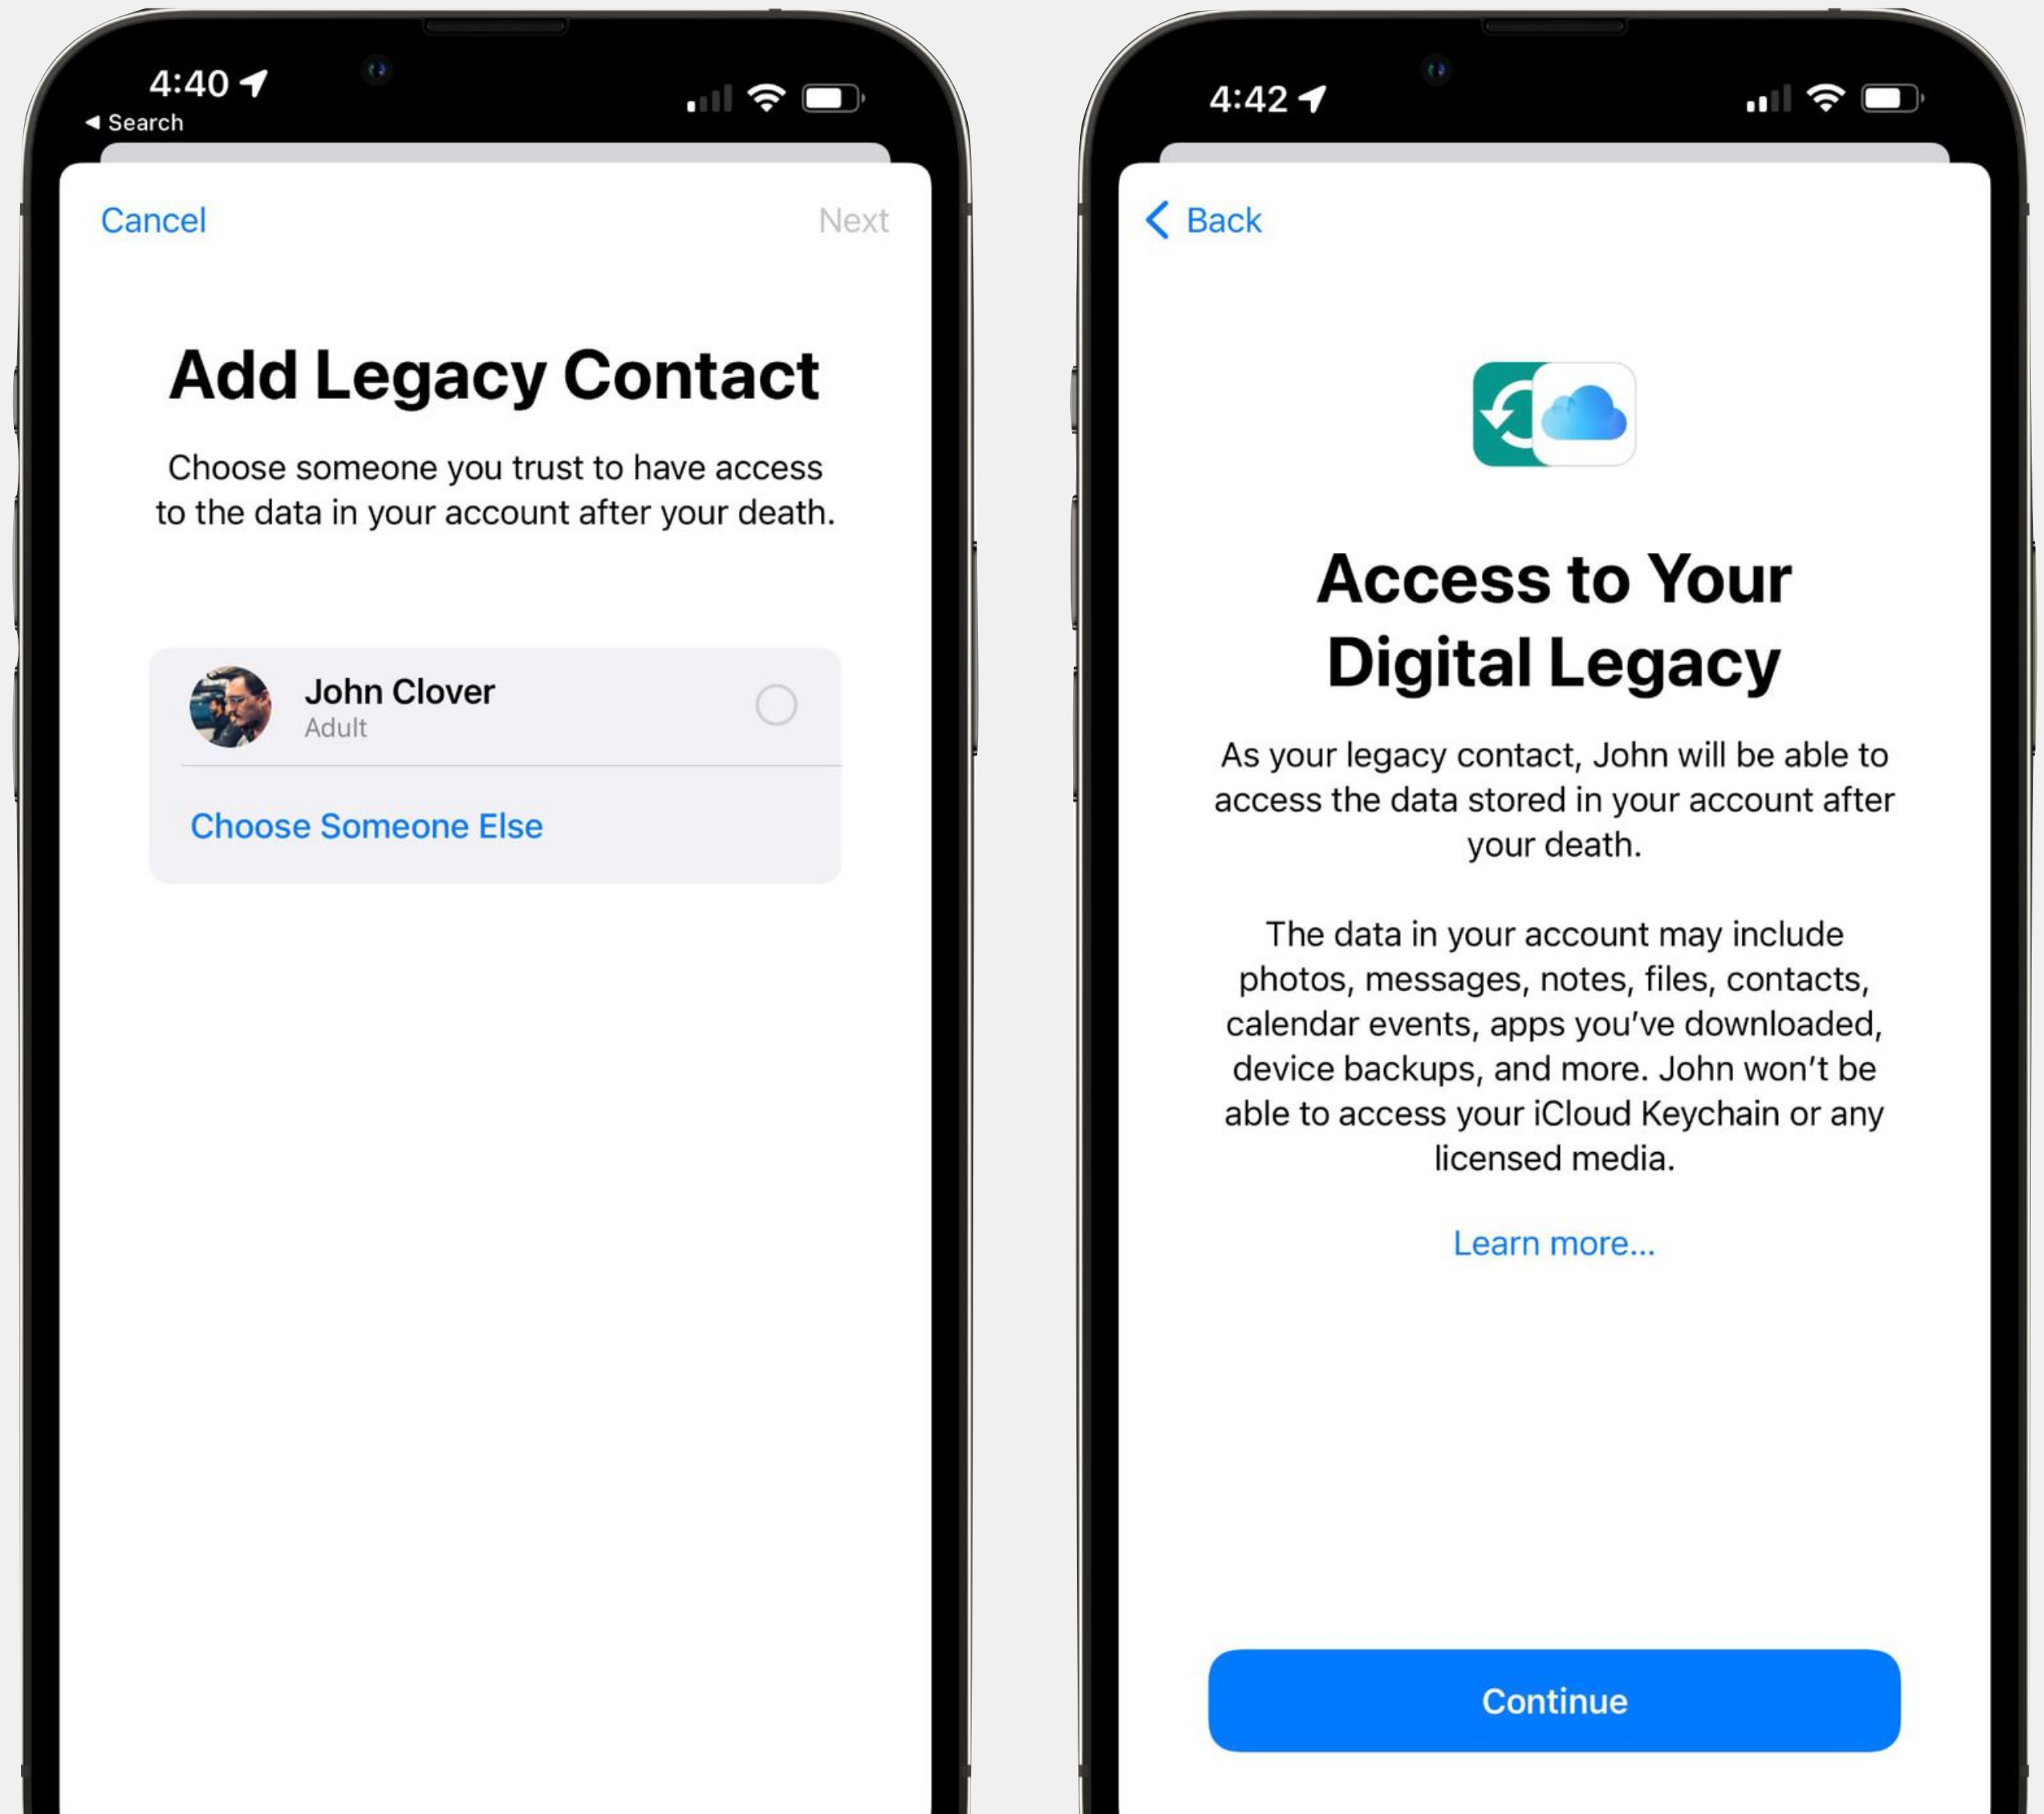 4:40
◀ Search
Cancel
Next
Add Legacy Contact
Choose someone you trust to have access
to the data in your account after your death.
John Clover
Adult
Choose Someone Else
4:42
Back
Access to Your
Digital Legacy
As your legacy contact, John will be able to
access the data stored in your account after
your death.
The data in your account may include
photos, messages, notes, files, contacts,
calendar events, apps you’ve downloaded,
device backups, and more. John won’t be
able to access your iCloud Keychain or any
licensed media.
Learn more...
Continue